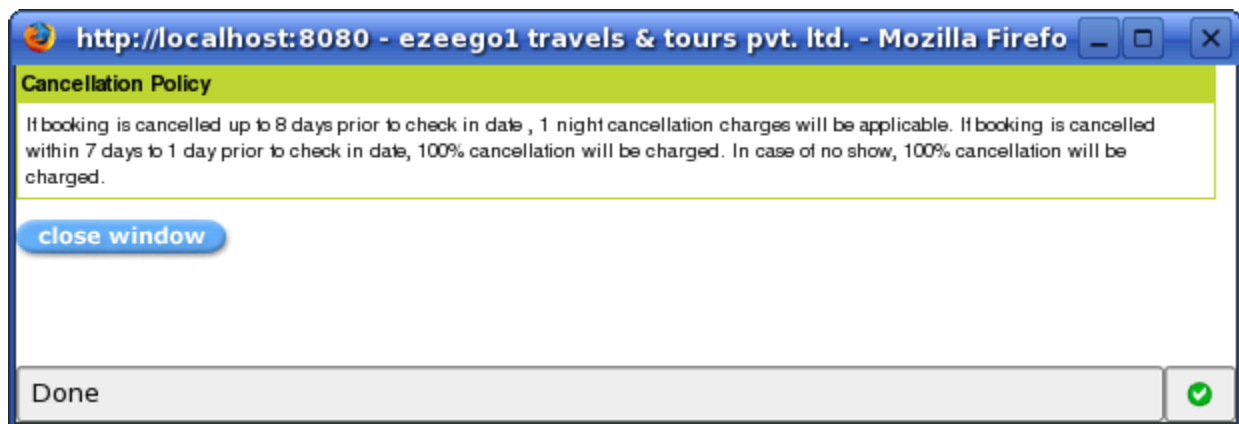 http://localhost:8080 - ezeego1 travels & tours pvt. ltd. - Mozilla Firefo
Cancellation Policy
If booking is cancelled up to 8 days prior to check in date , 1 night cancellation charges will be applicable. If booking is cancelled
within 7 days to 1 day prior to check in date, 100% cancellation will be charged. In case of no show, 100% cancellation will be
charged.
close window
Done